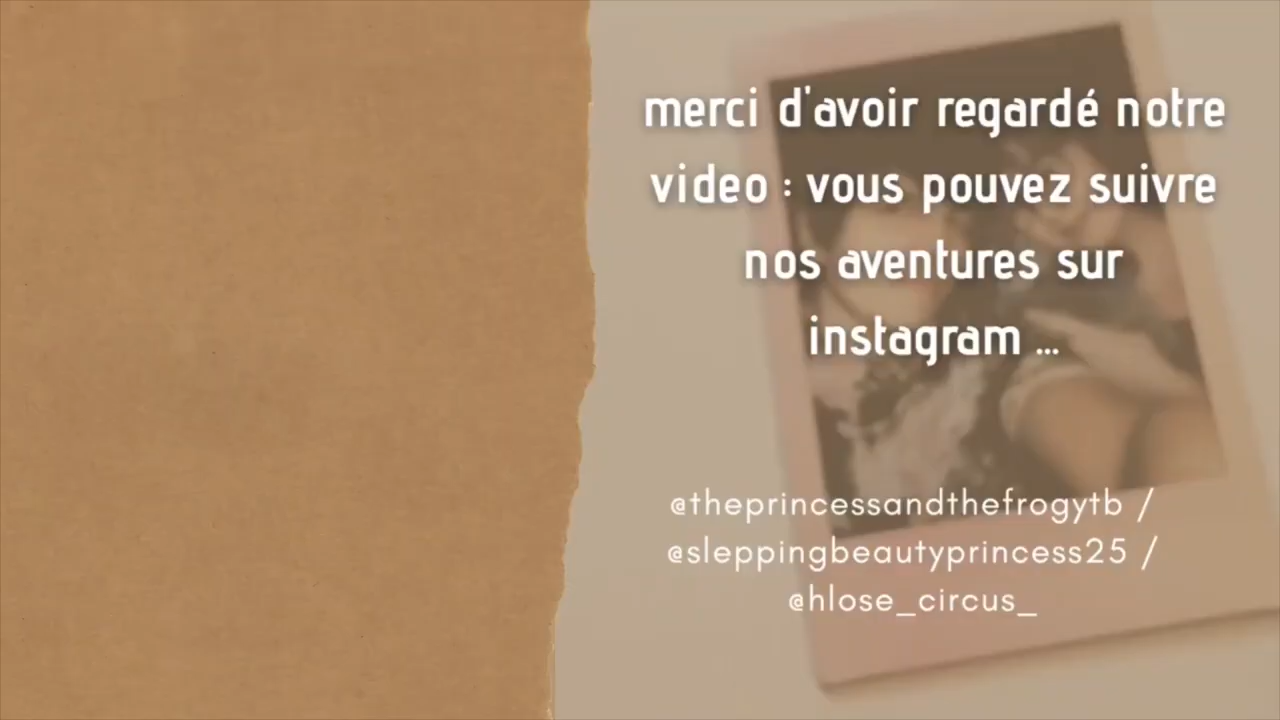 merci d'avoir regardé notre
video : vous pouvez suivre
nos aventures sur
instagram ...
@theprincessandthefrogytb /
@sleppingbeautyprincess25 /
@hlose_circus_